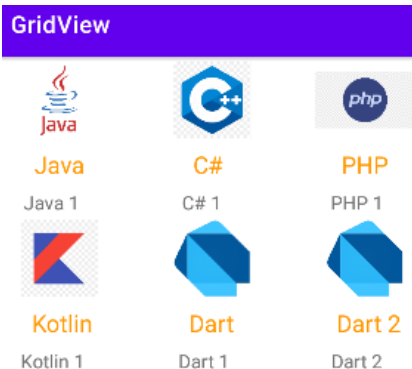 GridView
Java
C++
php
Java
C#
PHP
Java 1
C# 1
PHP 1
Kotlin
Dart
Dart 2
Kotlin 1
Dart 1
Dart 2